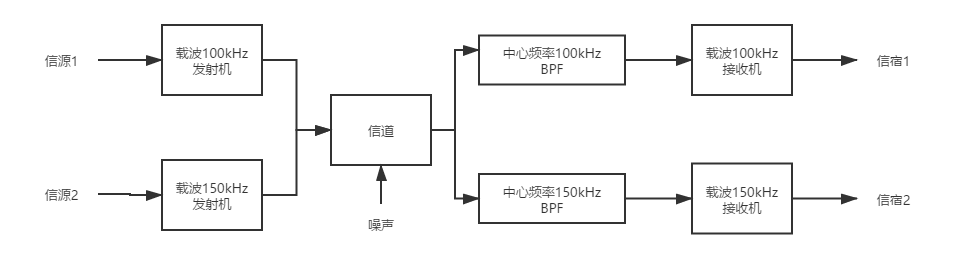 信源1
载波100kHz
发射机
中心频率100kHz
BPF
载波100kHz
接收机
信宿1
信道
信源2
载波150kHz
发射机
中心频率150kHz
BPF
载波150kHz
接收机
信宿2
噪声